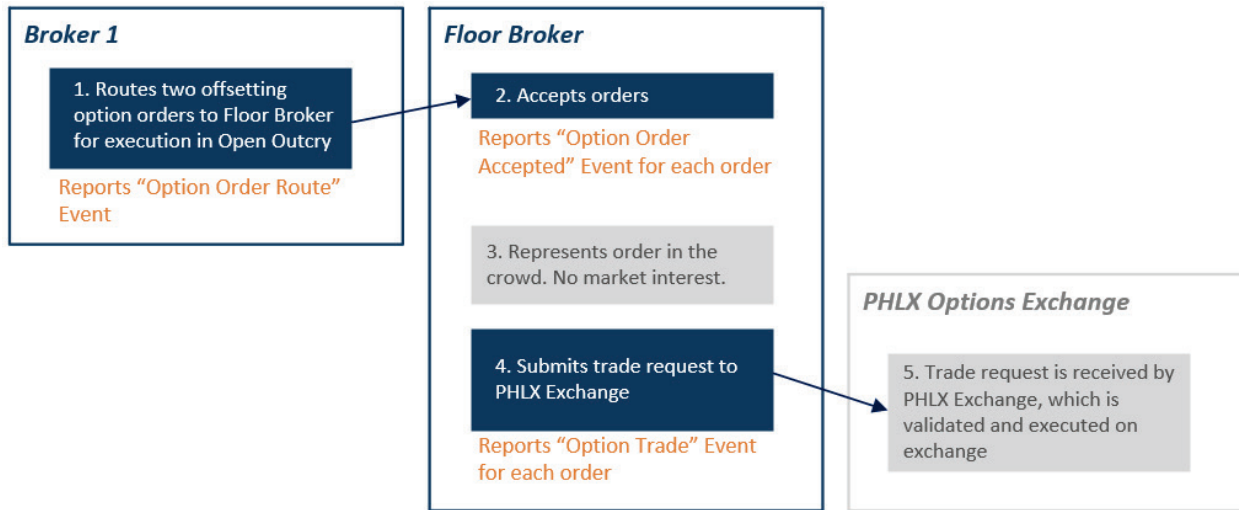 Broker 1
1. Routes two offsetting
option orders to Floor Broker
for execution in Open Outcry
Reports “Option Order Route”
Event
Floor Broker
2. Accepts orders
Reports “Option Order
Accepted” Event for each order
3. Represents order in the
crowd. No market interest.
4. Submits trade request to
PHLX Exchange
Reports “Option Trade” Event
for each order
PHLX Options Exchange
5. Trade request is received by
PHLX Exchange, which is
validated and executed on
exchange